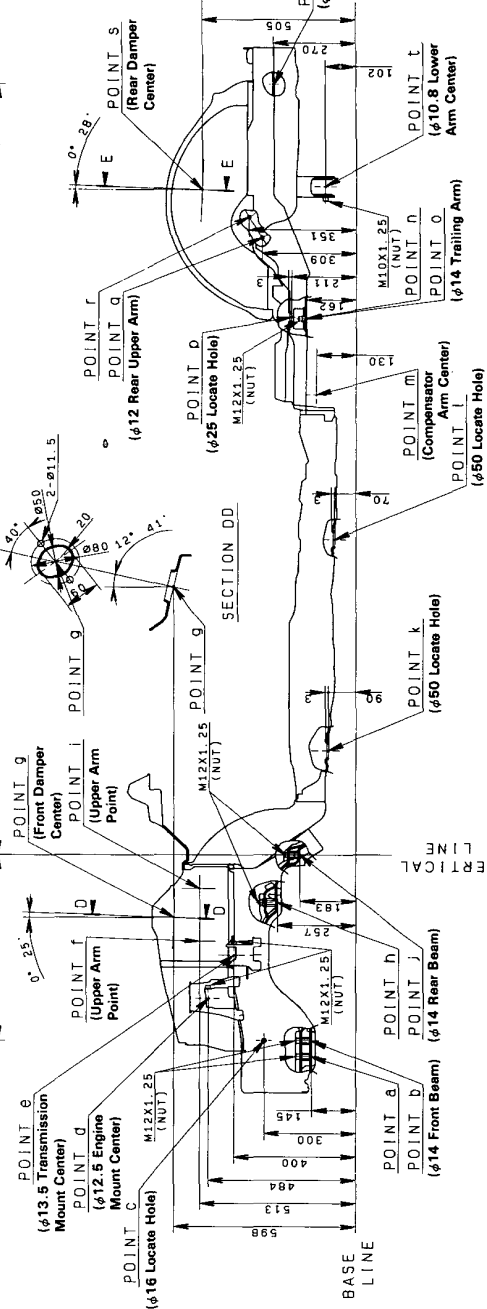 POINT e
(φ13.5 Transmission
Mount Center)
POINT d
(φ12.5 Engine
Mount Center)
POINT C
(φ16 Locate Hole)
POINT f
(Upper Arm
Point)
POINT g
(Front Damper
Center)
POINT i
(Upper Arm
Point)
0° 25'
D
D
M12X1.25
(NUT)
M12X1.25
(NUT)
M12X1.25
(NUT)
598
513
484
400
300
145
257
183
BASE
LINE
ERTICAL
LINE
POINT a
POINT b
(φ14 Front Beam)
POINT h
POINT j
(φ14 Rear Beam)
POINT g
40°
Ø50
2-Ø11.5
20
Ø80
60
12° 41'
POINT g
SECTION DD
POINT k
(φ50 Locate Hole)
3
90
POINT l
(φ50 Locate Hole)
3
70
POINT m
(Compensator
Arm Center)
130
POINT r
POINT q
(φ12 Rear Upper Arm)
POINT p
(φ25 Locate Hole)
M12X1.25
(NUT)
3
162
211
309
351
POINT s
(Rear Damper
Center)
0° 28'
E
E
M10X1.25
(NUT)
POINT n
POINT o
(φ14 Trailing Arm)
POINT t
(φ10.8 Lower
Arm Center)
505
270
102
P
(φ